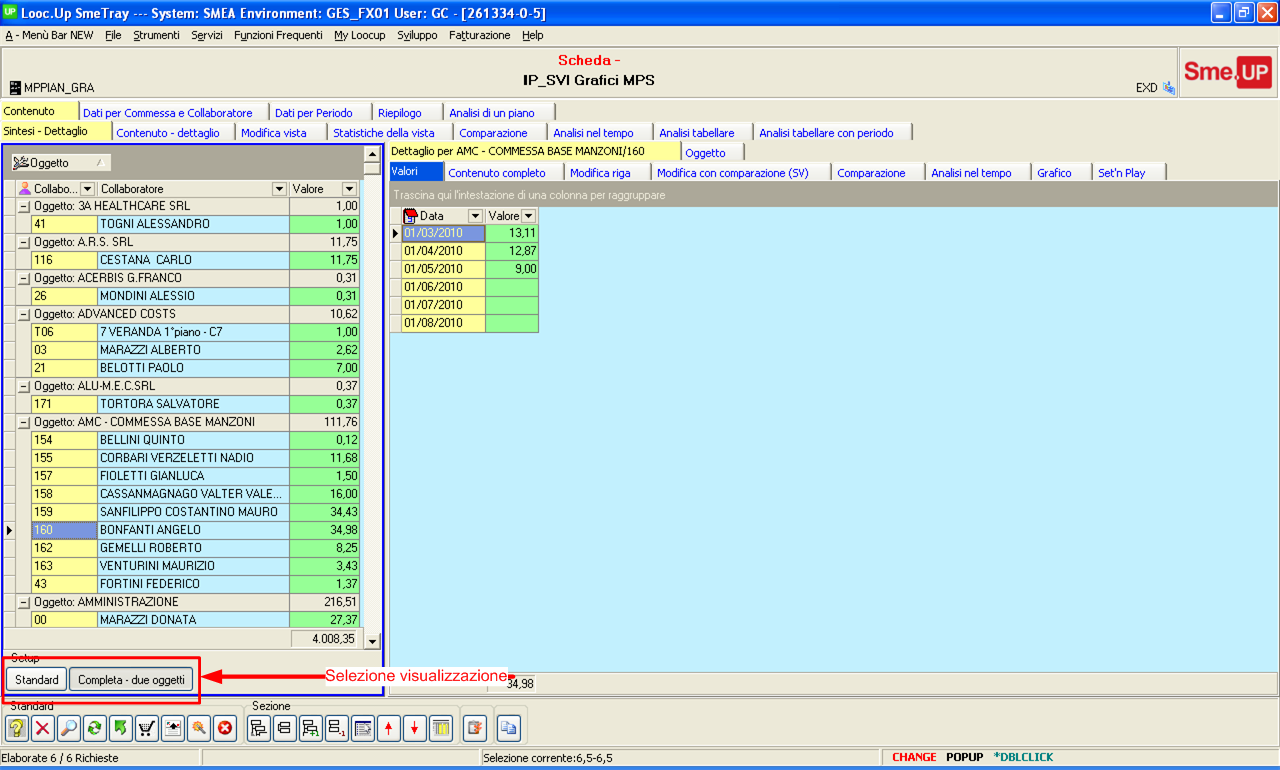 UP Looc.Up SmeTray --- System: SMEA Environment: GES_FX01 User: GC - [261334-0-5]
A - Menù Bar NEW File Strumenti Servizi Funzioni Frequenti My Loocup Sviluppo Fatturazione Help
Scheda -
IP_SVI Grafici MPS
MPPIAN_GRA
EXD
Sme.UP
Contenuto Dati per Commessa e Collaboratore Dati per Periodo Riepilogo Analisi di un piano
Sintesi - Dettaglio Contenuto - dettaglio Modifica vista Statistiche della vista Comparazione Analisi nel tempo Analisi tabellare Analisi tabellare con periodo
Oggetto
Collabo... Collaboratore Valore
Oggetto: 3A HEALTHCARE SRL 1,00
41 TOGNI ALESSANDRO 1,00
Oggetto: A.R.S. SRL 11,75
116 CESTANA CARLO 11,75
Oggetto: ACERBIS G.FRANCO 0,31
26 MONDINI ALESSIO 0,31
Oggetto: ADVANCED COSTS 10,62
T06 7 VERANDA 1°piano - C7 1,00
03 MARAZZI ALBERTO 2,62
21 BELOTTI PAOLO 7,00
Oggetto: ALU-M.E.C.SRL 0,37
171 TORTORA SALVATORE 0,37
Oggetto: AMC - COMMESSA BASE MANZONI 111,76
154 BELLINI QUINTO 0,12
155 CORBARI VERZELETTI NADIO 11,68
157 FIOLETTI GIANLUCA 1,50
158 CASSANMAGNAGO VALTER VALE... 16,00
159 SANFILIPPO COSTANTINO MAURO 34,43
160 BONFANTI ANGELO 34,98
162 GEMELLI ROBERTO 8,25
163 VENTURINI MAURIZIO 3,43
43 FORTINI FEDERICO 1,37
Oggetto: AMMINISTRAZIONE 216,51
00 MARAZZI DONATA 27,37
4.008,35
Setup
Standard Completa - due oggetti
Selezione visualizzazione
Dettaglio per AMC - COMMESSA BASE MANZONI/160 Oggetto
Valori Contenuto completo Modifica riga Modifica con comparazione (SV) Comparazione Analisi nel tempo Grafico Set'n Play
Trascina qui l'intestazione di una colonna per raggruppare
Data Valore
01/03/2010 13,11
01/04/2010 12,87
01/05/2010 9,00
01/06/2010
01/07/2010
01/08/2010
34,98
Standard Sezione
Elaborate 6 / 6 Richieste Selezione corrente:6,5-6,5 CHANGE POPUP *DBLCLICK